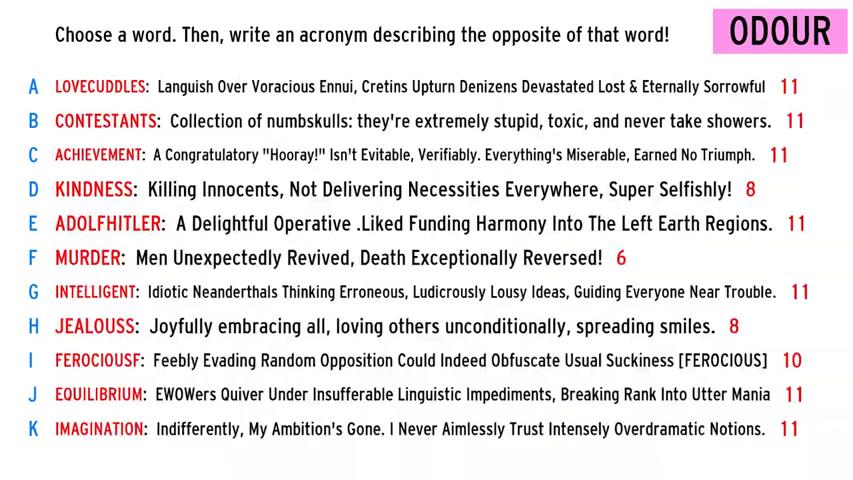 Choose a word. Then, write an acronym describing the opposite of that word!
ODOUR
A LOVECUDDLES: Languish Over Voracious Ennui, Cretins Upturn Denizens Devastated Lost & Eternally Sorrowful 11
B CONTESTANTS: Collection of numbskulls: they're extremely stupid, toxic, and never take showers. 11
C ACHIEVEMENT: A Congratulatory "Hooray!" Isn't Evitable, Verifiably. Everything's Miserable, Earned No Triumph. 11
D KINDNESS: Killing Innocents, Not Delivering Necessities Everywhere, Super Selfishly! 8
E ADOLFHITLER: A Delightful Operative .Liked Funding Harmony Into The Left Earth Regions. 11
F MURDER: Men Unexpectedly Revived, Death Exceptionally Reversed! 6
G INTELLIGENT: Idiotic Neanderthals Thinking Erroneous, Ludicrously Lousy Ideas, Guiding Everyone Near Trouble. 11
H JEALOUSS: Joyfully embracing all, loving others unconditionally, spreading smiles. 8
I FEROCIOUSF: Feebly Evading Random Opposition Could Indeed Obfuscate Usual Suckiness [FEROCIOUS] 10
J EQUILIBRIUM: EWOWers Quiver Under Insufferable Linguistic Impediments, Breaking Rank Into Utter Mania 11
K IMAGINATION: Indifferently, My Ambition's Gone. I Never Aimlessly Trust Intensely Overdramatic Notions. 11